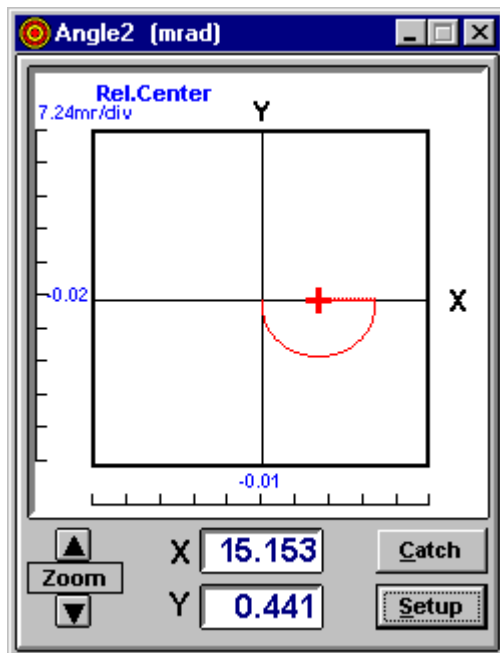 Angle2 (mrad)
Rel.Center
7.24mr/div
Y
-0.02
X
-0.01
X 15.153 Catch
Zoom
Y 0.441 Setup